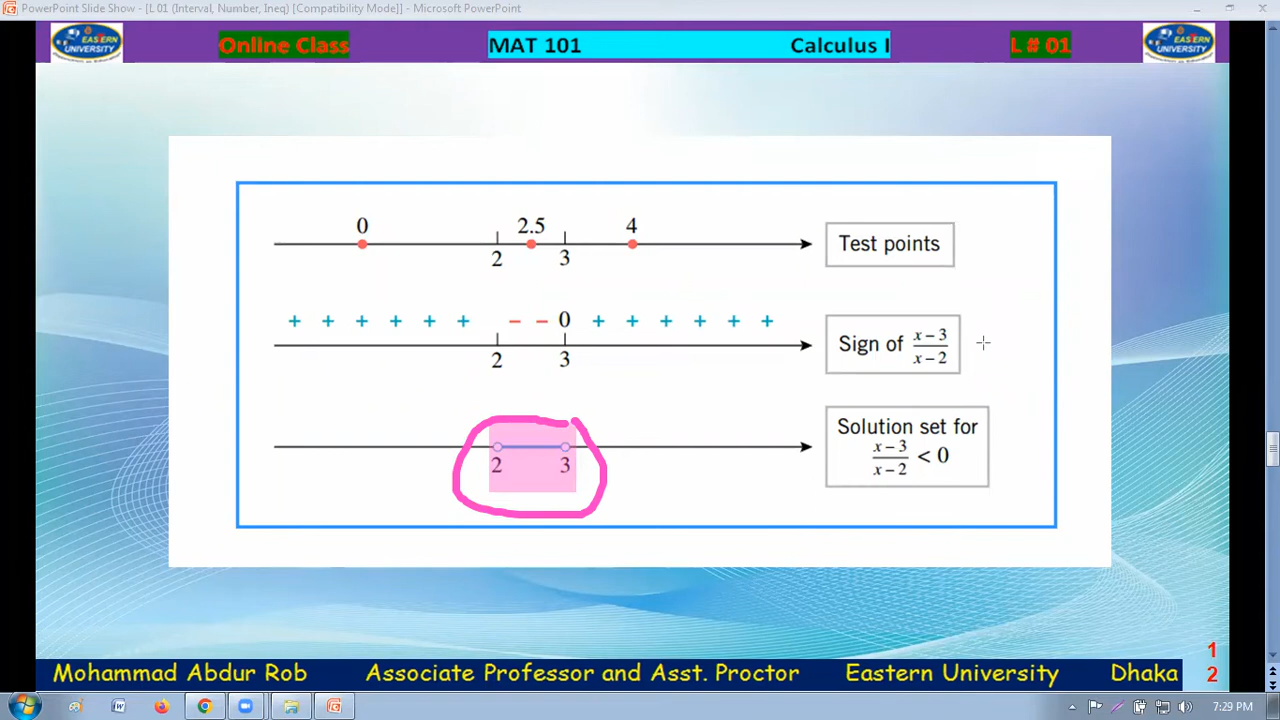 PowerPoint Slide Show - [L 01 (Interval, Number, Ineq) [Compatibility Mode]] - Microsoft PowerPoint
EASTERN UNIVERSITY
Online Class
MAT 101
Calculus I
L # 01
EASTERN UNIVERSITY
0 2.5 4
2 3
Test points
+ + + + + + − − 0 + + + + + +
2 3
Sign of x − 3 / x − 2
2 3
Solution set for
x − 3 / x − 2 < 0
Mohammad Abdur Rob Associate Professor and Asst. Proctor Eastern University Dhaka
1
2
7:29 PM